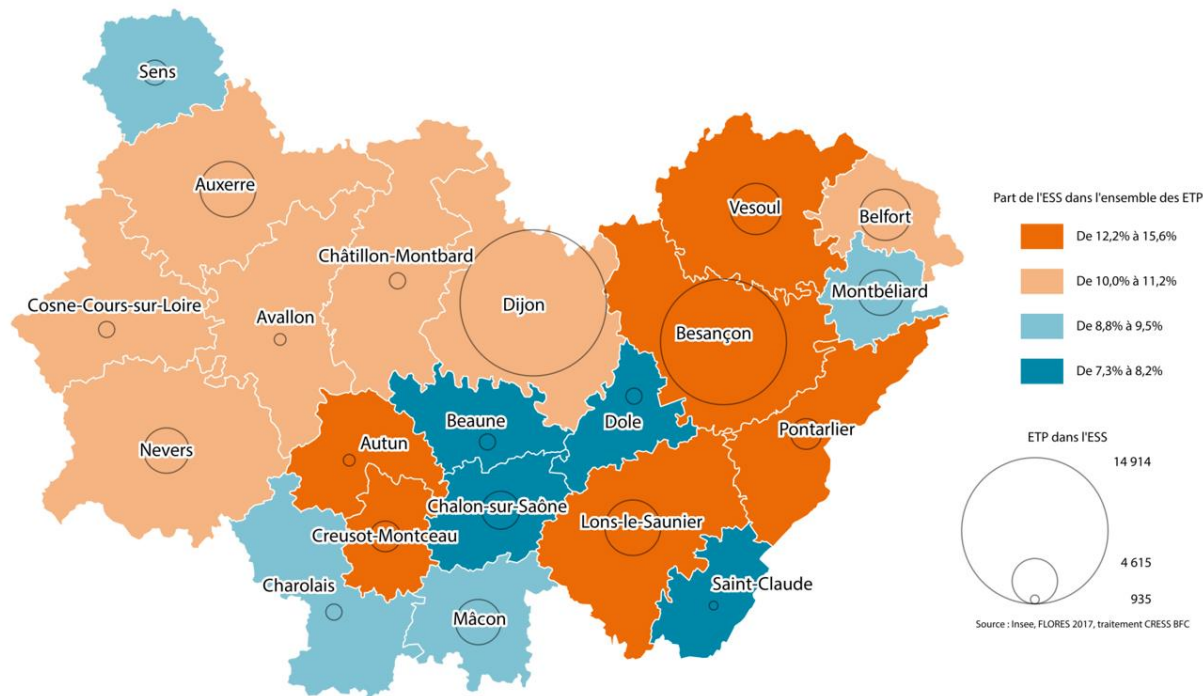 Sens
Auxerre
Vesoul
Belfort
Châtillon-Montbard
Montbéliard
Cosne-Cours-sur-Loire
Avallon
Dijon
Besançon
Beaune
Dole
Pontarlier
Nevers
Autun
Chalon-sur-Saône
Lons-le-Saunier
Creusot-Montceau
Charolais
Saint-Claude
Mâcon
Part de l'ESS dans l'ensemble des ETP
De 12,2% à 15,6%
De 10,0% à 11,2%
De 8,8% à 9,5%
De 7,3% à 8,2%
ETP dans l'ESS
14 914
4 615
935
Source : Insee, FLORES 2017, traitement CRESS BFC